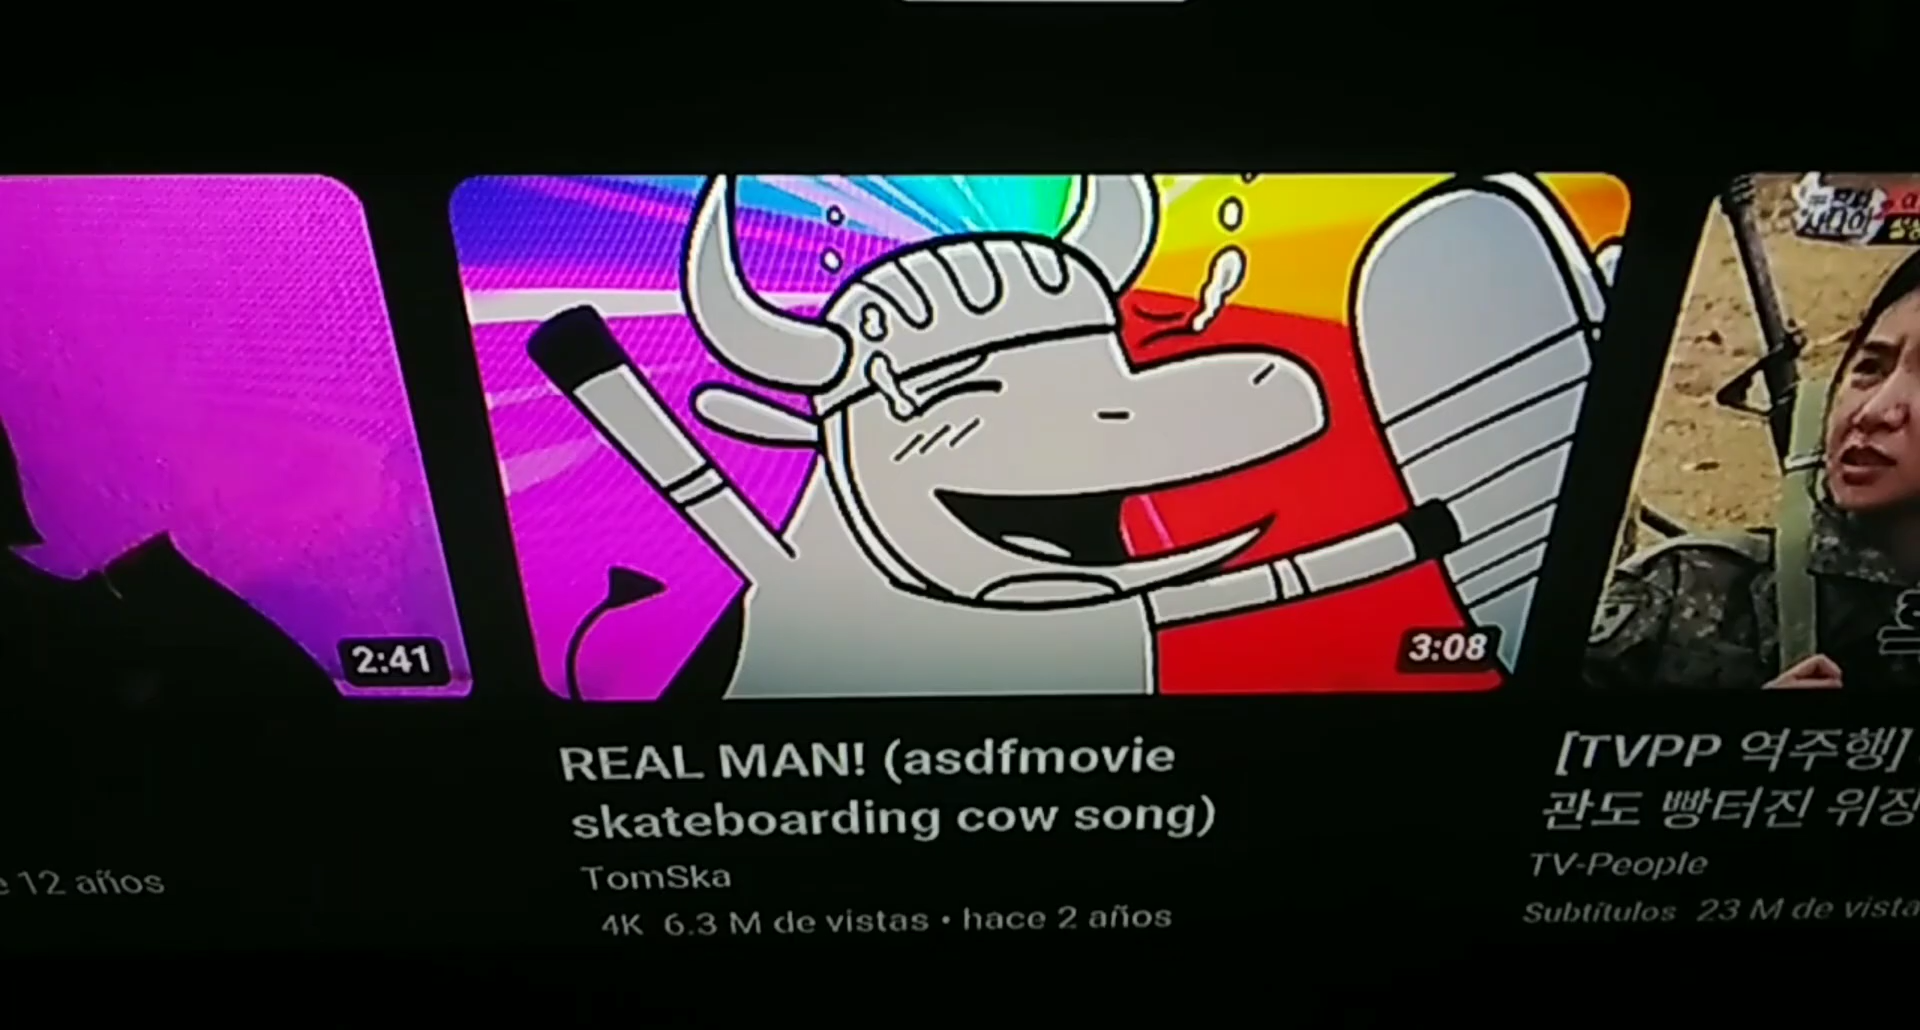 2:41
12 años
3:08
REAL MAN! (asdfmovie
skateboarding cow song)
TomSka
4K 6.3 M de vistas • hace 2 años
[TVPP 역주행]
관도 빵터진 위장
TV-People
Subtítulos 23 M de vista